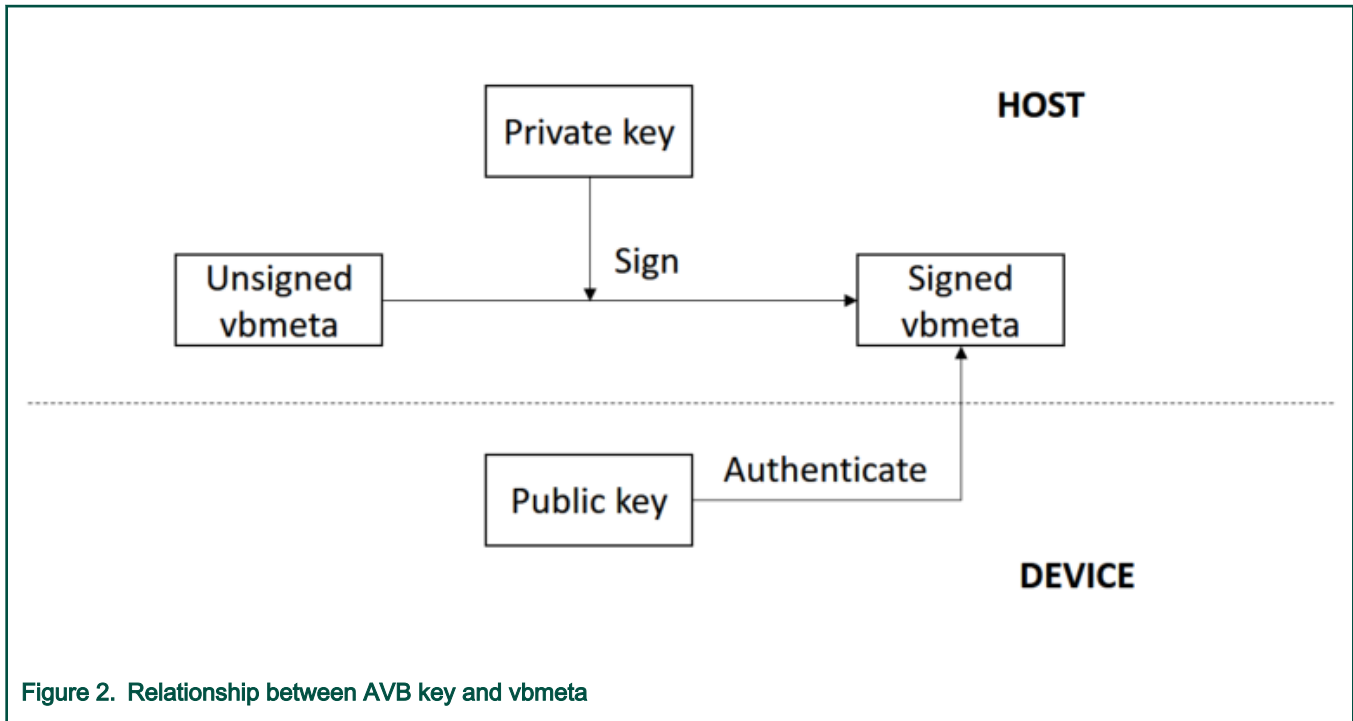 HOST
Private key
Sign
Unsigned
vbmeta
Signed
vbmeta
Public key
Authenticate
DEVICE
Figure 2. Relationship between AVB key and vbmeta